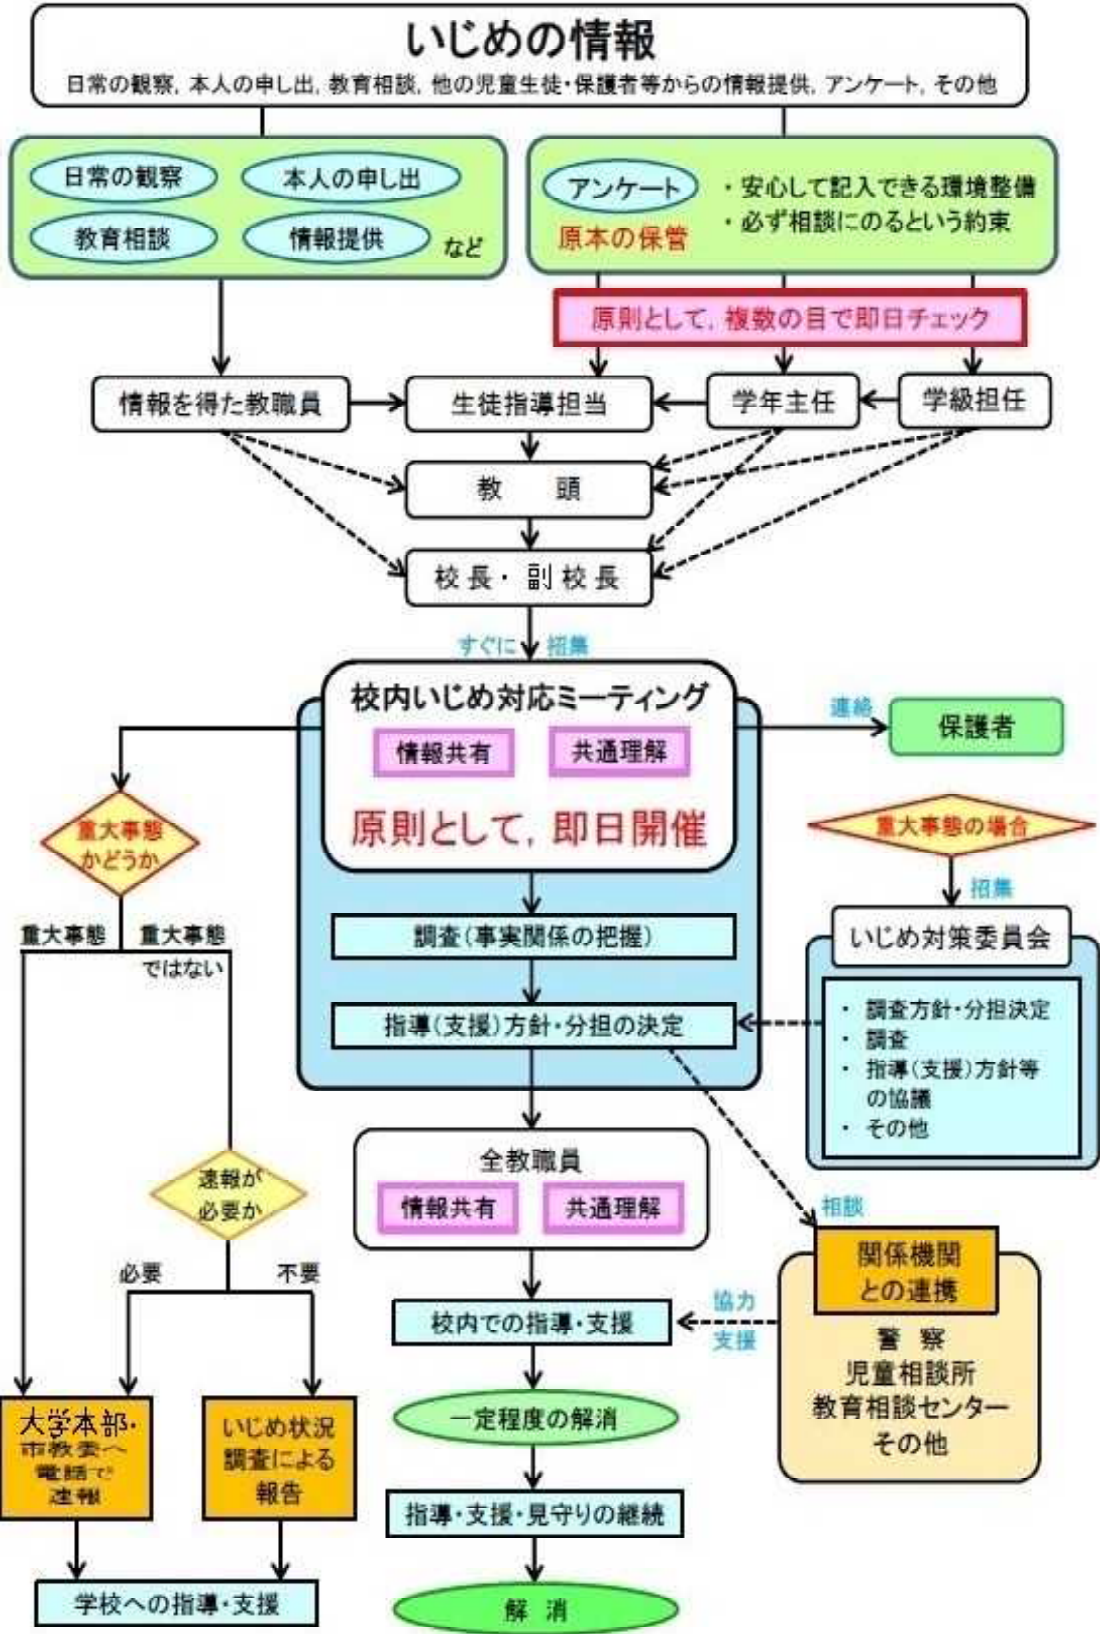 いじめの情報
日常の観察, 本人の申し出, 教育相談, 他の児童生徒・保護者等からの情報提供, アンケート, その他
日常の観察
本人の申し出
教育相談
情報提供
など
アンケート
原本の保管
・安心して記入できる環境整備
・必ず相談にのるという約束
原則として, 複数の目で即日チェック
情報を得た教職員
生徒指導担当
学年主任
学級担任
教 頭
校長・副校長
すぐに 招集
校内いじめ対応ミーティング
情報共有
共通理解
原則として, 即日開催
連絡
保護者
重大事態
かどうか
重大事態の場合
招集
いじめ対策委員会
・ 調査方針・分担決定
・ 調査
・ 指導(支援)方針等
の協議
・ その他
調査(事実関係の把握)
指導(支援)方針・分担の決定
重大事態
重大事態
ではない
速報が
必要か
必要
不要
全教職員
情報共有
共通理解
相談
関係機関
との連携
警 察
児童相談所
教育相談センター
その他
協力
支援
校内での指導・支援
一定程度の解消
指導・支援・見守りの継続
解 消
大学本部・
市教委へ
電話で
速報
いじめ状況
調査による
報告
学校への指導・支援